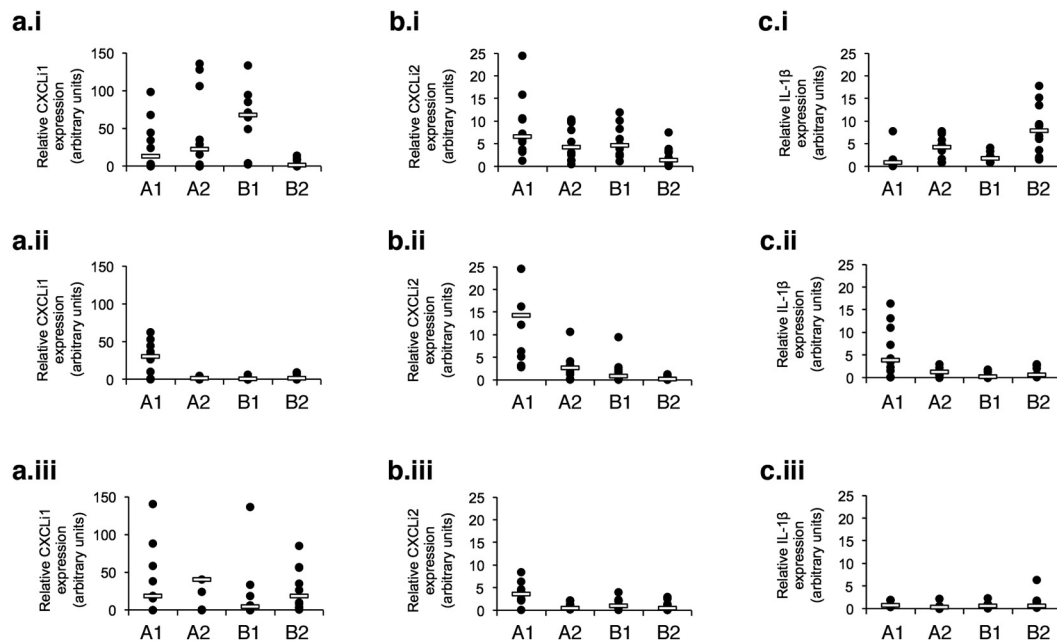 a.i
b.i
c.i
Relative CXCLi1
expression
(arbitrary units)
150
100
50
0
A1 A2 B1 B2
Relative CXCLi2
expression
(arbitrary units)
25
20
15
10
5
0
A1 A2 B1 B2
Relative IL-1β
expression
(arbitrary units)
25
20
15
10
5
0
A1 A2 B1 B2
a.ii
b.ii
c.ii
Relative CXCLi1
expression
(arbitrary units)
150
100
50
0
A1 A2 B1 B2
Relative CXCLi2
expression
(arbitrary units)
25
20
15
10
5
0
A1 A2 B1 B2
Relative IL-1β
expression
(arbitrary units)
25
20
15
10
5
0
A1 A2 B1 B2
a.iii
b.iii
c.iii
Relative CXCLi1
expression
(arbitrary units)
150
100
50
0
A1 A2 B1 B2
Relative CXCLi2
expression
(arbitrary units)
25
20
15
10
5
0
A1 A2 B1 B2
Relative IL-1β
expression
(arbitrary units)
25
20
15
10
5
0
A1 A2 B1 B2